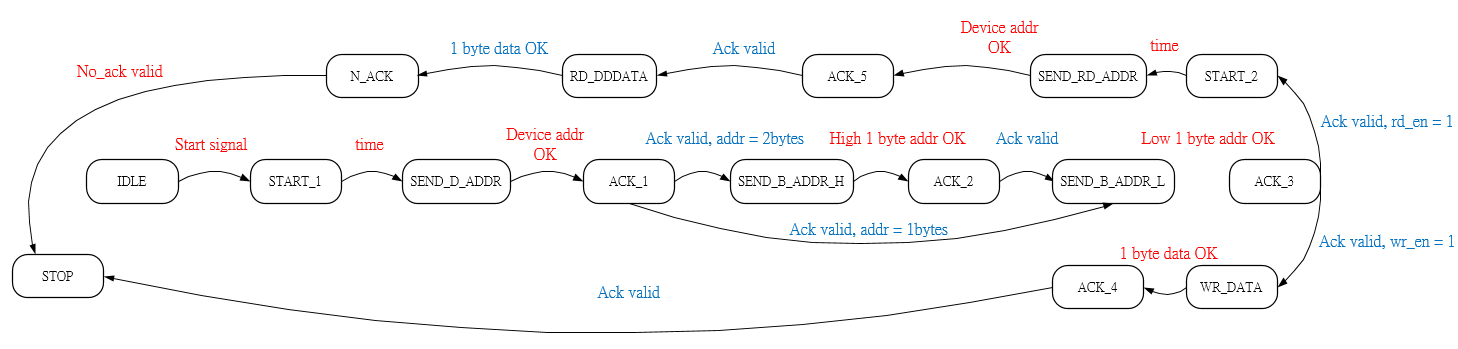 Device addr
OK
time
1 byte data OK
Ack valid
No_ack valid
N_ACK
RD_DDDATA
ACK_5
SEND_RD_ADDR
START_2
Ack valid, rd_en = 1
Start signal
time
Device addr
OK
Ack valid, addr = 2bytes
High 1 byte addr OK
Ack valid
Low 1 byte addr OK
IDLE
START_1
SEND_D_ADDR
ACK_1
SEND_B_ADDR_H
ACK_2
SEND_B_ADDR_L
ACK_3
Ack valid, addr = 1bytes
Ack valid, wr_en = 1
1 byte data OK
STOP
Ack valid
ACK_4
WR_DATA